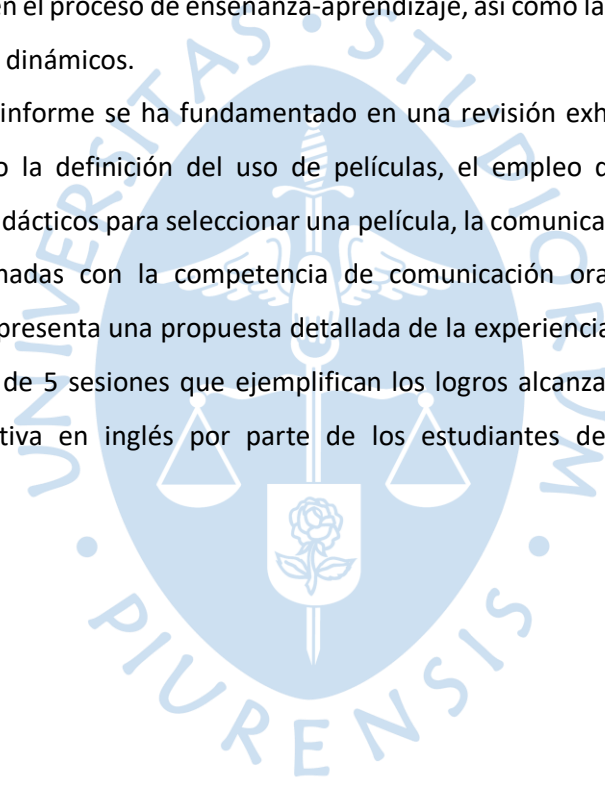 en el proceso de enseñanza-aprendizaje, así como la
dinámicos.
informe se ha fundamentado en una revisión exh
o la definición del uso de películas, el empleo
dácticos para seleccionar una película, la comunica
nadas con la competencia de comunicación ora
presenta una propuesta detallada de la experiencia
de 5 sesiones que ejemplifican los logros alcanza
tiva en inglés por parte de los estudiantes de
UNIVERSITAS • STUDIORUM • PIURENSIS •